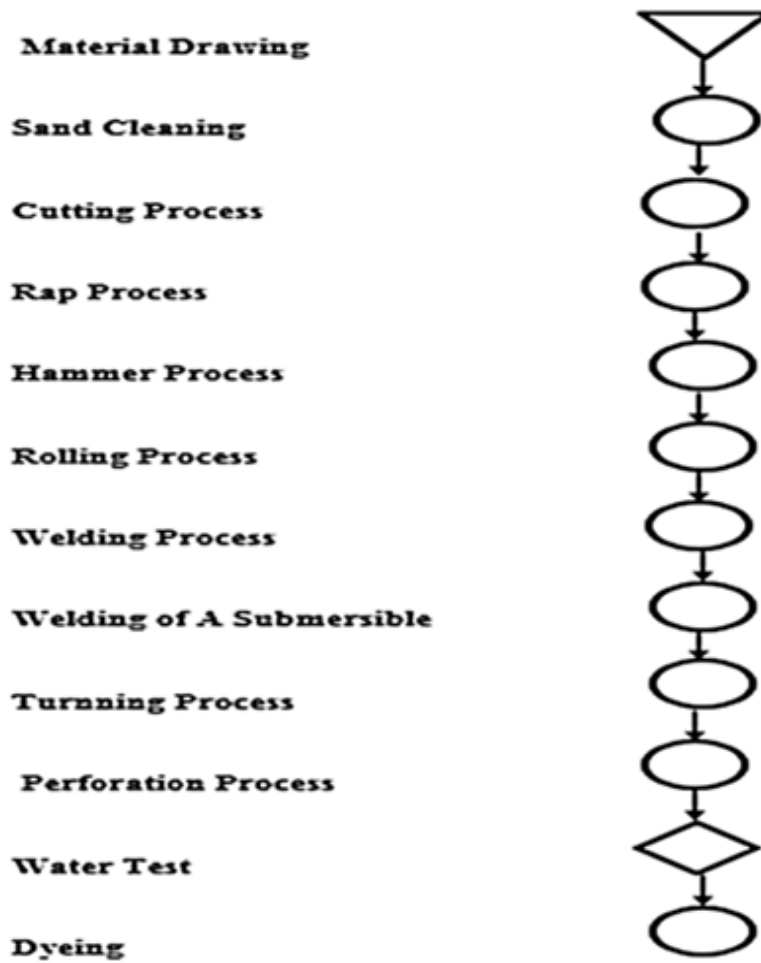 Material Drawing
Sand Cleaning
Cutting Process
Rap Process
Hammer Process
Rolling Process
Welding Process
Welding of A Submersible
Turnning Process
Perforation Process
Water Test
Dyeing